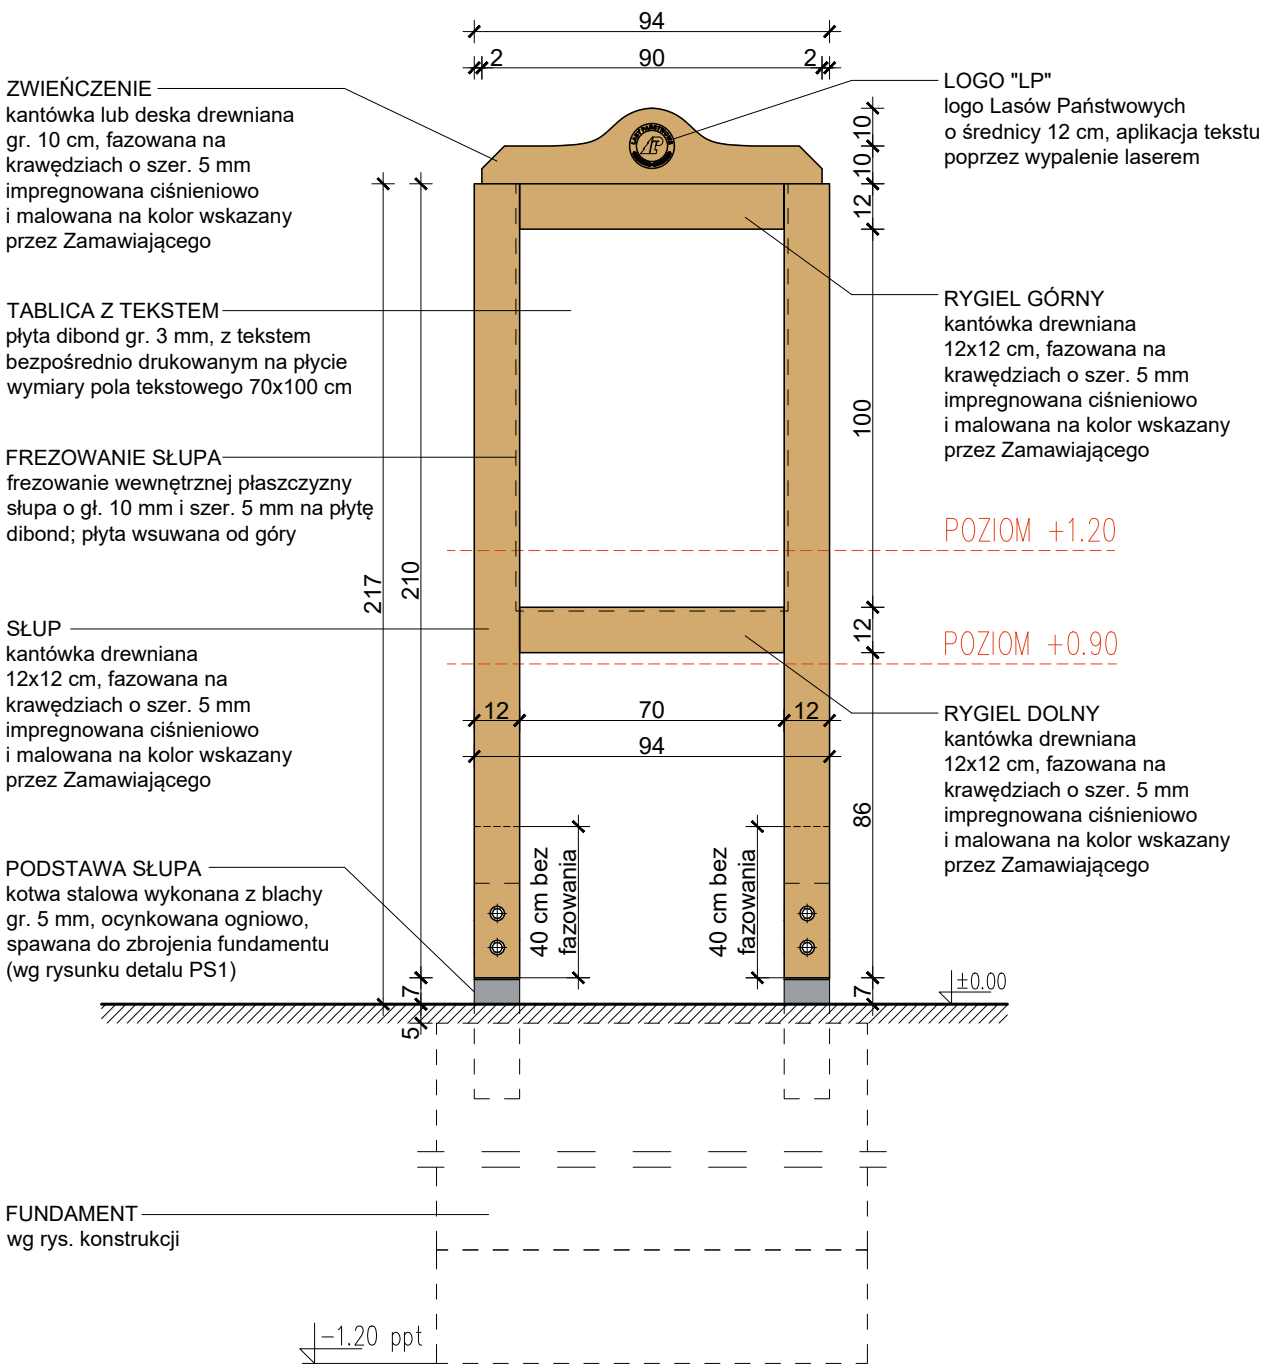 94
2
90
2
ZWIEŃCZENIE
kantówka lub deska drewniana
gr. 10 cm, fazowana na
krawędziach o szer. 5 mm
impregnowana ciśnieniowo
i malowana na kolor wskazany
przez Zamawiającego
LOGO "LP"
logo Lasów Państwowych
o średnicy 12 cm, aplikacja tekstu
poprzez wypalenie laserem
10
10
12
TABLICA Z TEKSTEM
płyta dibond gr. 3 mm, z tekstem
bezpośrednio drukowanym na płycie
wymiary pola tekstowego 70x100 cm
RYGIEL GÓRNY
kantówka drewniana
12x12 cm, fazowana na
krawędziach o szer. 5 mm
impregnowana ciśnieniowo
i malowana na kolor wskazany
przez Zamawiającego
100
FREZOWANIE SŁUPA
frezowanie wewnętrznej płaszczyzny
słupa o gł. 10 mm i szer. 5 mm na płytę
dibond; płyta wsuwana od góry
POZIOM +1.20
217
210
SŁUP
kantówka drewniana
12x12 cm, fazowana na
krawędziach o szer. 5 mm
impregnowana ciśnieniowo
i malowana na kolor wskazany
przez Zamawiającego
12
POZIOM +0.90
12
70
12
94
RYGIEL DOLNY
kantówka drewniana
12x12 cm, fazowana na
krawędziach o szer. 5 mm
impregnowana ciśnieniowo
i malowana na kolor wskazany
przez Zamawiającego
86
PODSTAWA SŁUPA
kotwa stalowa wykonana z blachy
gr. 5 mm, ocynkowana ogniowo,
spawana do zbrojenia fundamentu
(wg rysunku detalu PS1)
40 cm bez
fazowania
40 cm bez
fazowania
7
7
±0.00
5
FUNDAMENT
wg rys. konstrukcji
-1.20 ppt